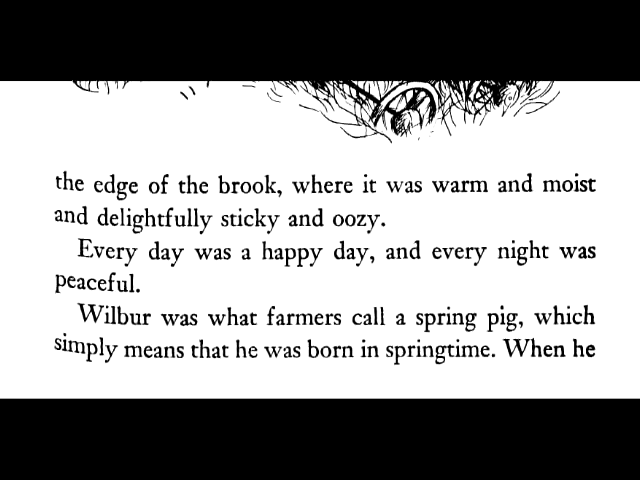 the edge of the brook, where it was warm and moist
and delightfully sticky and oozy.
Every day was a happy day, and every night was
peaceful.
Wilbur was what farmers call a spring pig, which
simply means that he was born in springtime. When he